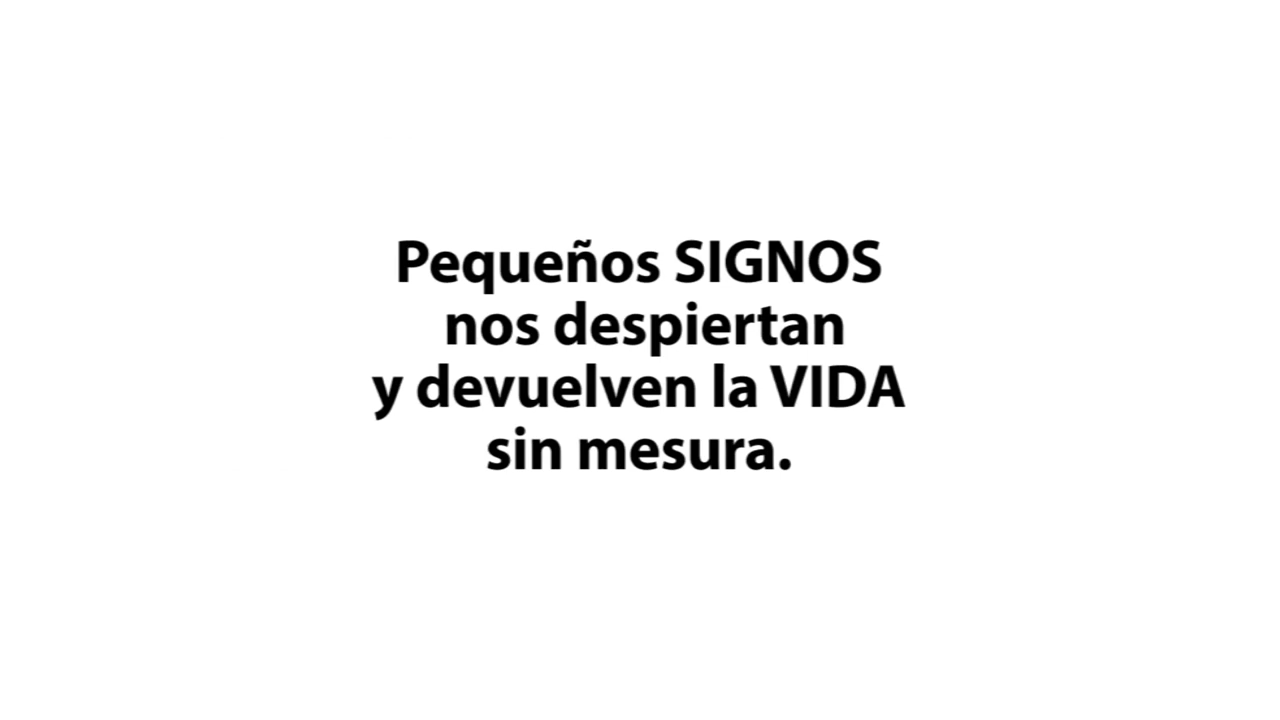 Pequeños SIGNOS
nos despiertan
y devuelven la VIDA
sin mesura.